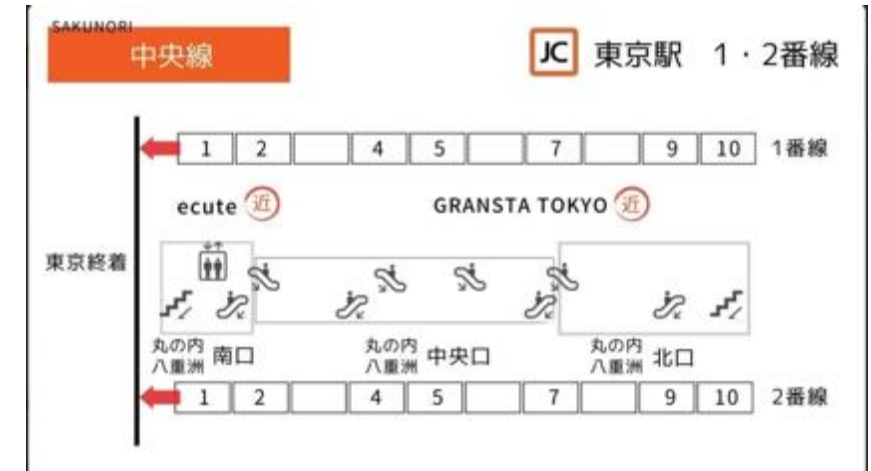 SAKUNORI
中央線
JC 東京駅 1・2番線
1 2 4 5 7 9 10 1番線
ecute 近 GRANSTA TOKYO 近
東京終着
丸の内 八重洲 南口
丸の内 八重洲 中央口
丸の内 八重洲 北口
1 2 4 5 7 9 10 2番線